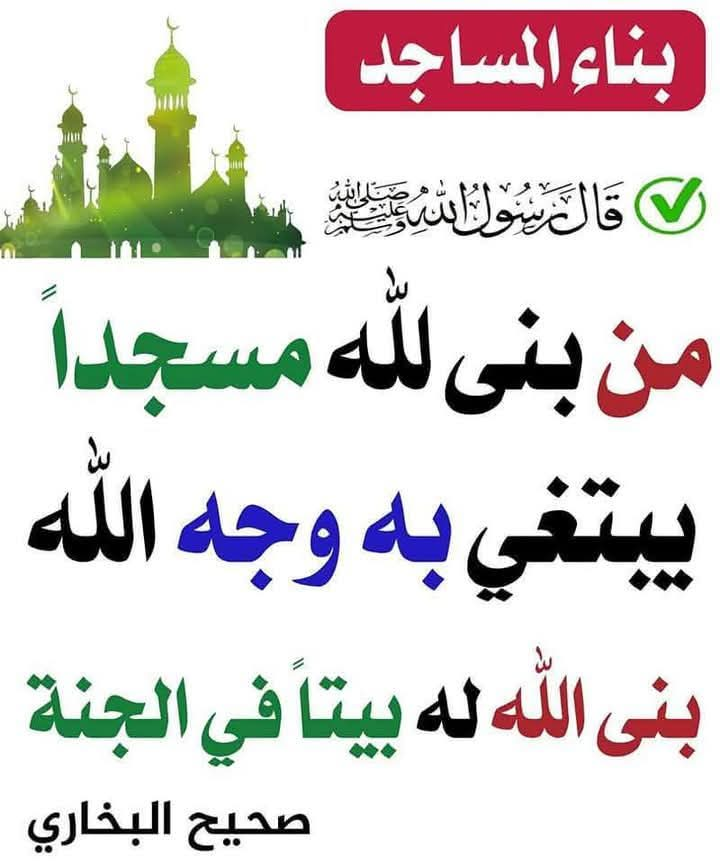 بناء المساجد
قال رسول الله صلى الله عليه وسلم
من بنى لله مسجداً
يبتغي به وجه الله
بنى الله له بيتاً في الجنة
صحيح البخاري